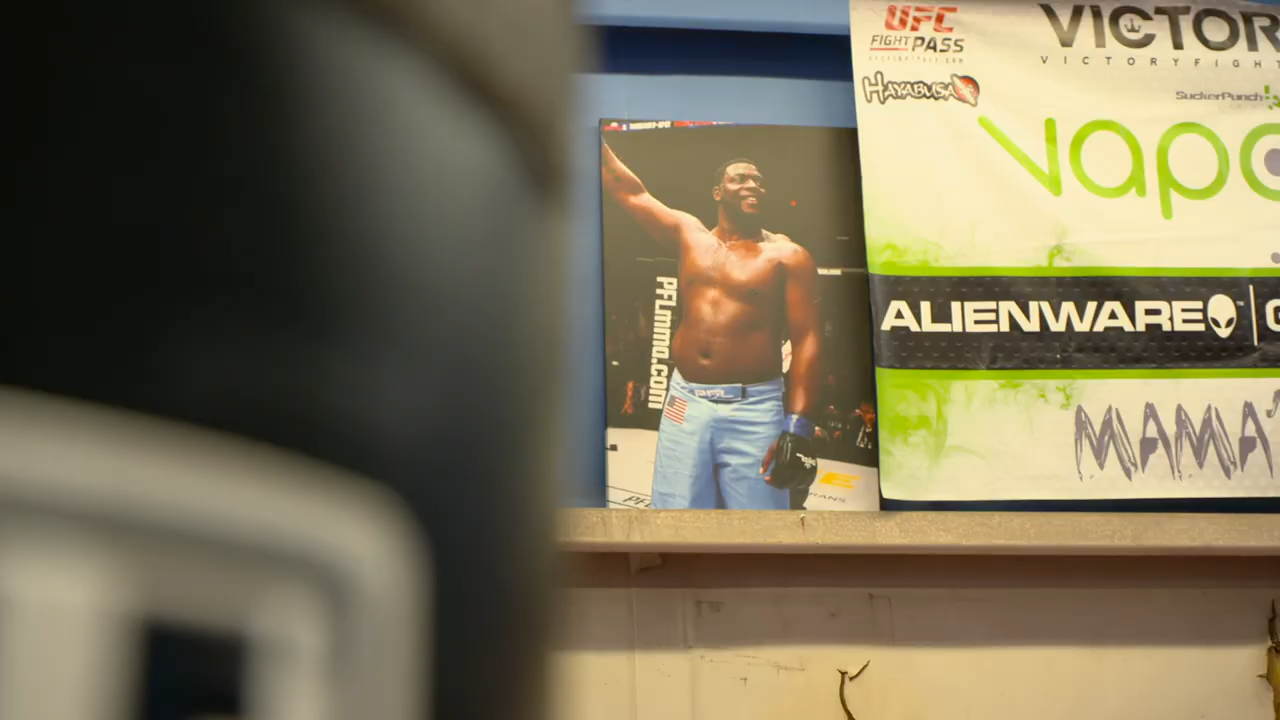 UFC
FIGHT PASS
HAYABUSA
VICTOR
VICTORYFIGHT
SuckerPunch
vapo
ALIENWARE
MAMA
PFLmma.com
PFL